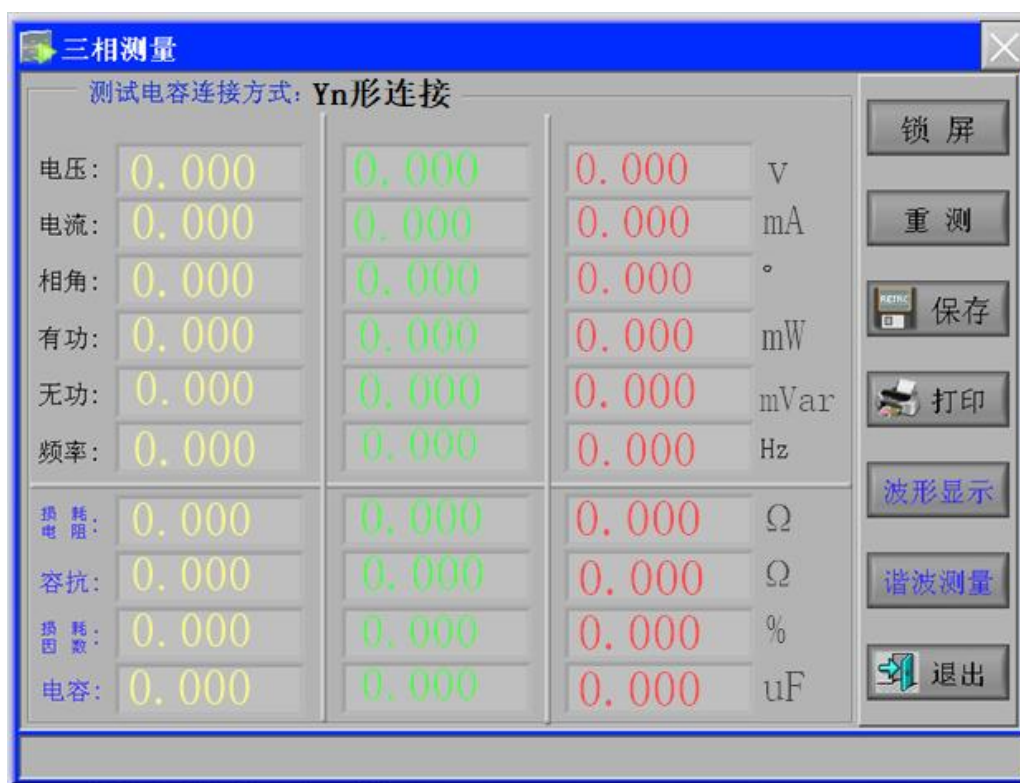 三相测量
测试电容连接方式: Yn形连接
电压: 0.000 0.000 0.000 V
电流: 0.000 0.000 0.000 mA
相角: 0.000 0.000 0.000 °
有功: 0.000 0.000 0.000 mW
无功: 0.000 0.000 0.000 mVar
频率: 0.000 0.000 0.000 Hz
损耗电阻: 0.000 0.000 0.000 Ω
容抗: 0.000 0.000 0.000 Ω
损耗因数: 0.000 0.000 0.000 %
电容: 0.000 0.000 0.000 uF
锁屏
重测
保存
打印
波形显示
谐波测量
退出